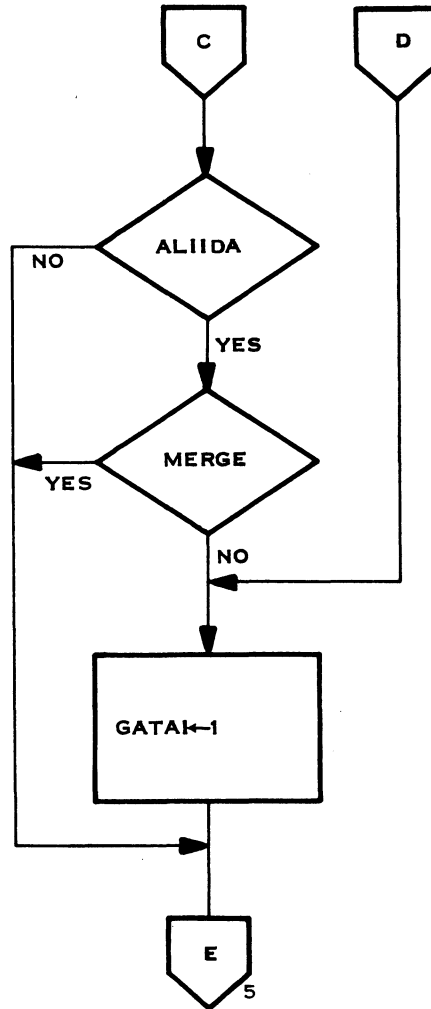 C
D
ALIIDA
NO
YES
MERGE
YES
NO
GATAI←1
E
5